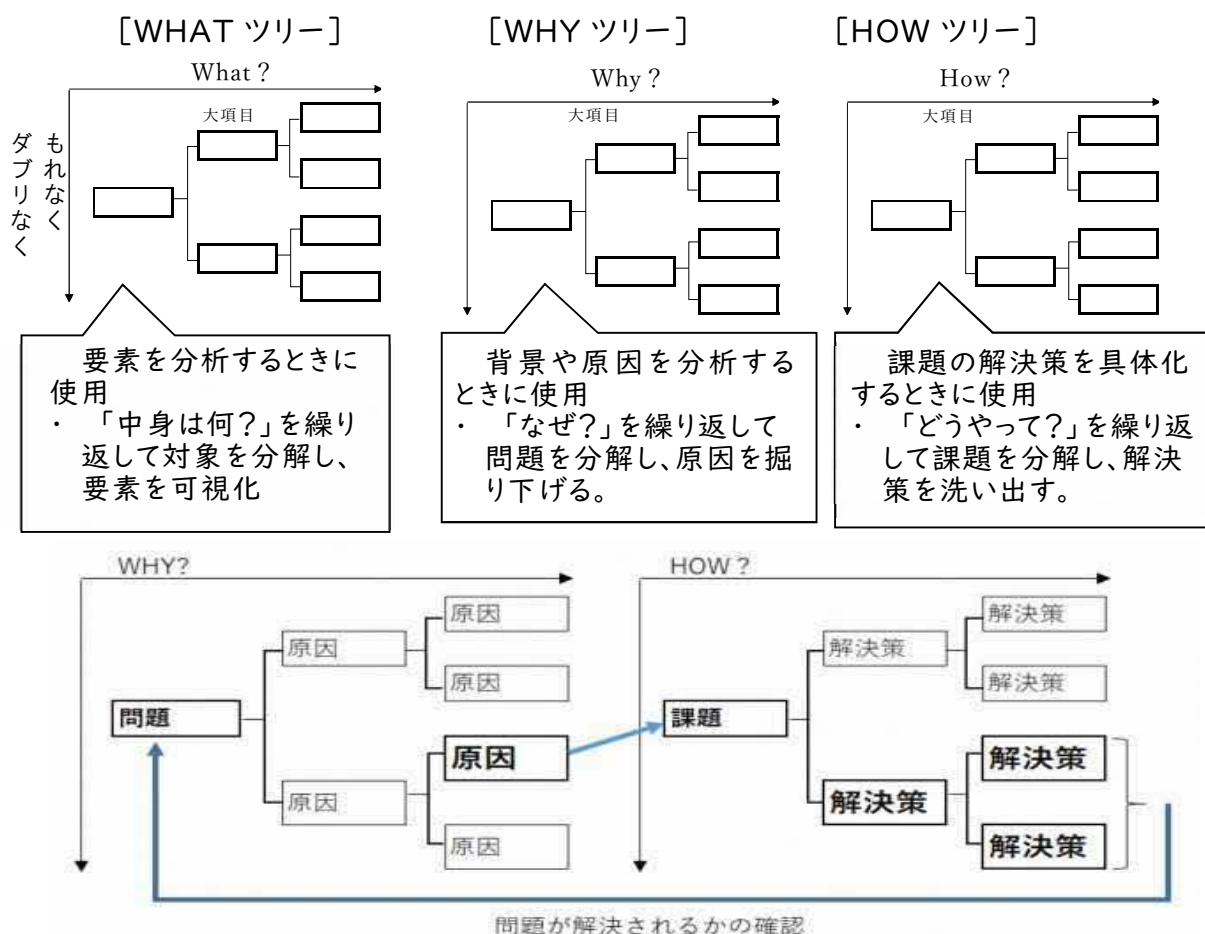 [WHAT ツリー]
[WHY ツリー]
[HOW ツリー]
What?
Why?
How?
大項目
大項目
大項目
もれなく
ダブりなく
要素を分析するときに
使用
・ 「中身は何?」を繰り
返して対象を分解し、
要素を可視化
背景や原因を分析する
ときに使用
・ 「なぜ?」を繰り返して
問題を分解し、原因を掘
り下げる。
課題の解決策を具体化
するときに使用
・ 「どうやって?」を繰り返
して課題を分解し、解決
策を洗い出す。
WHY?
原因
原因
原因
問題
原因
原因
原因
HOW?
解決策
解決策
解決策
課題
解決策
解決策
解決策
問題が解決されるかの確認